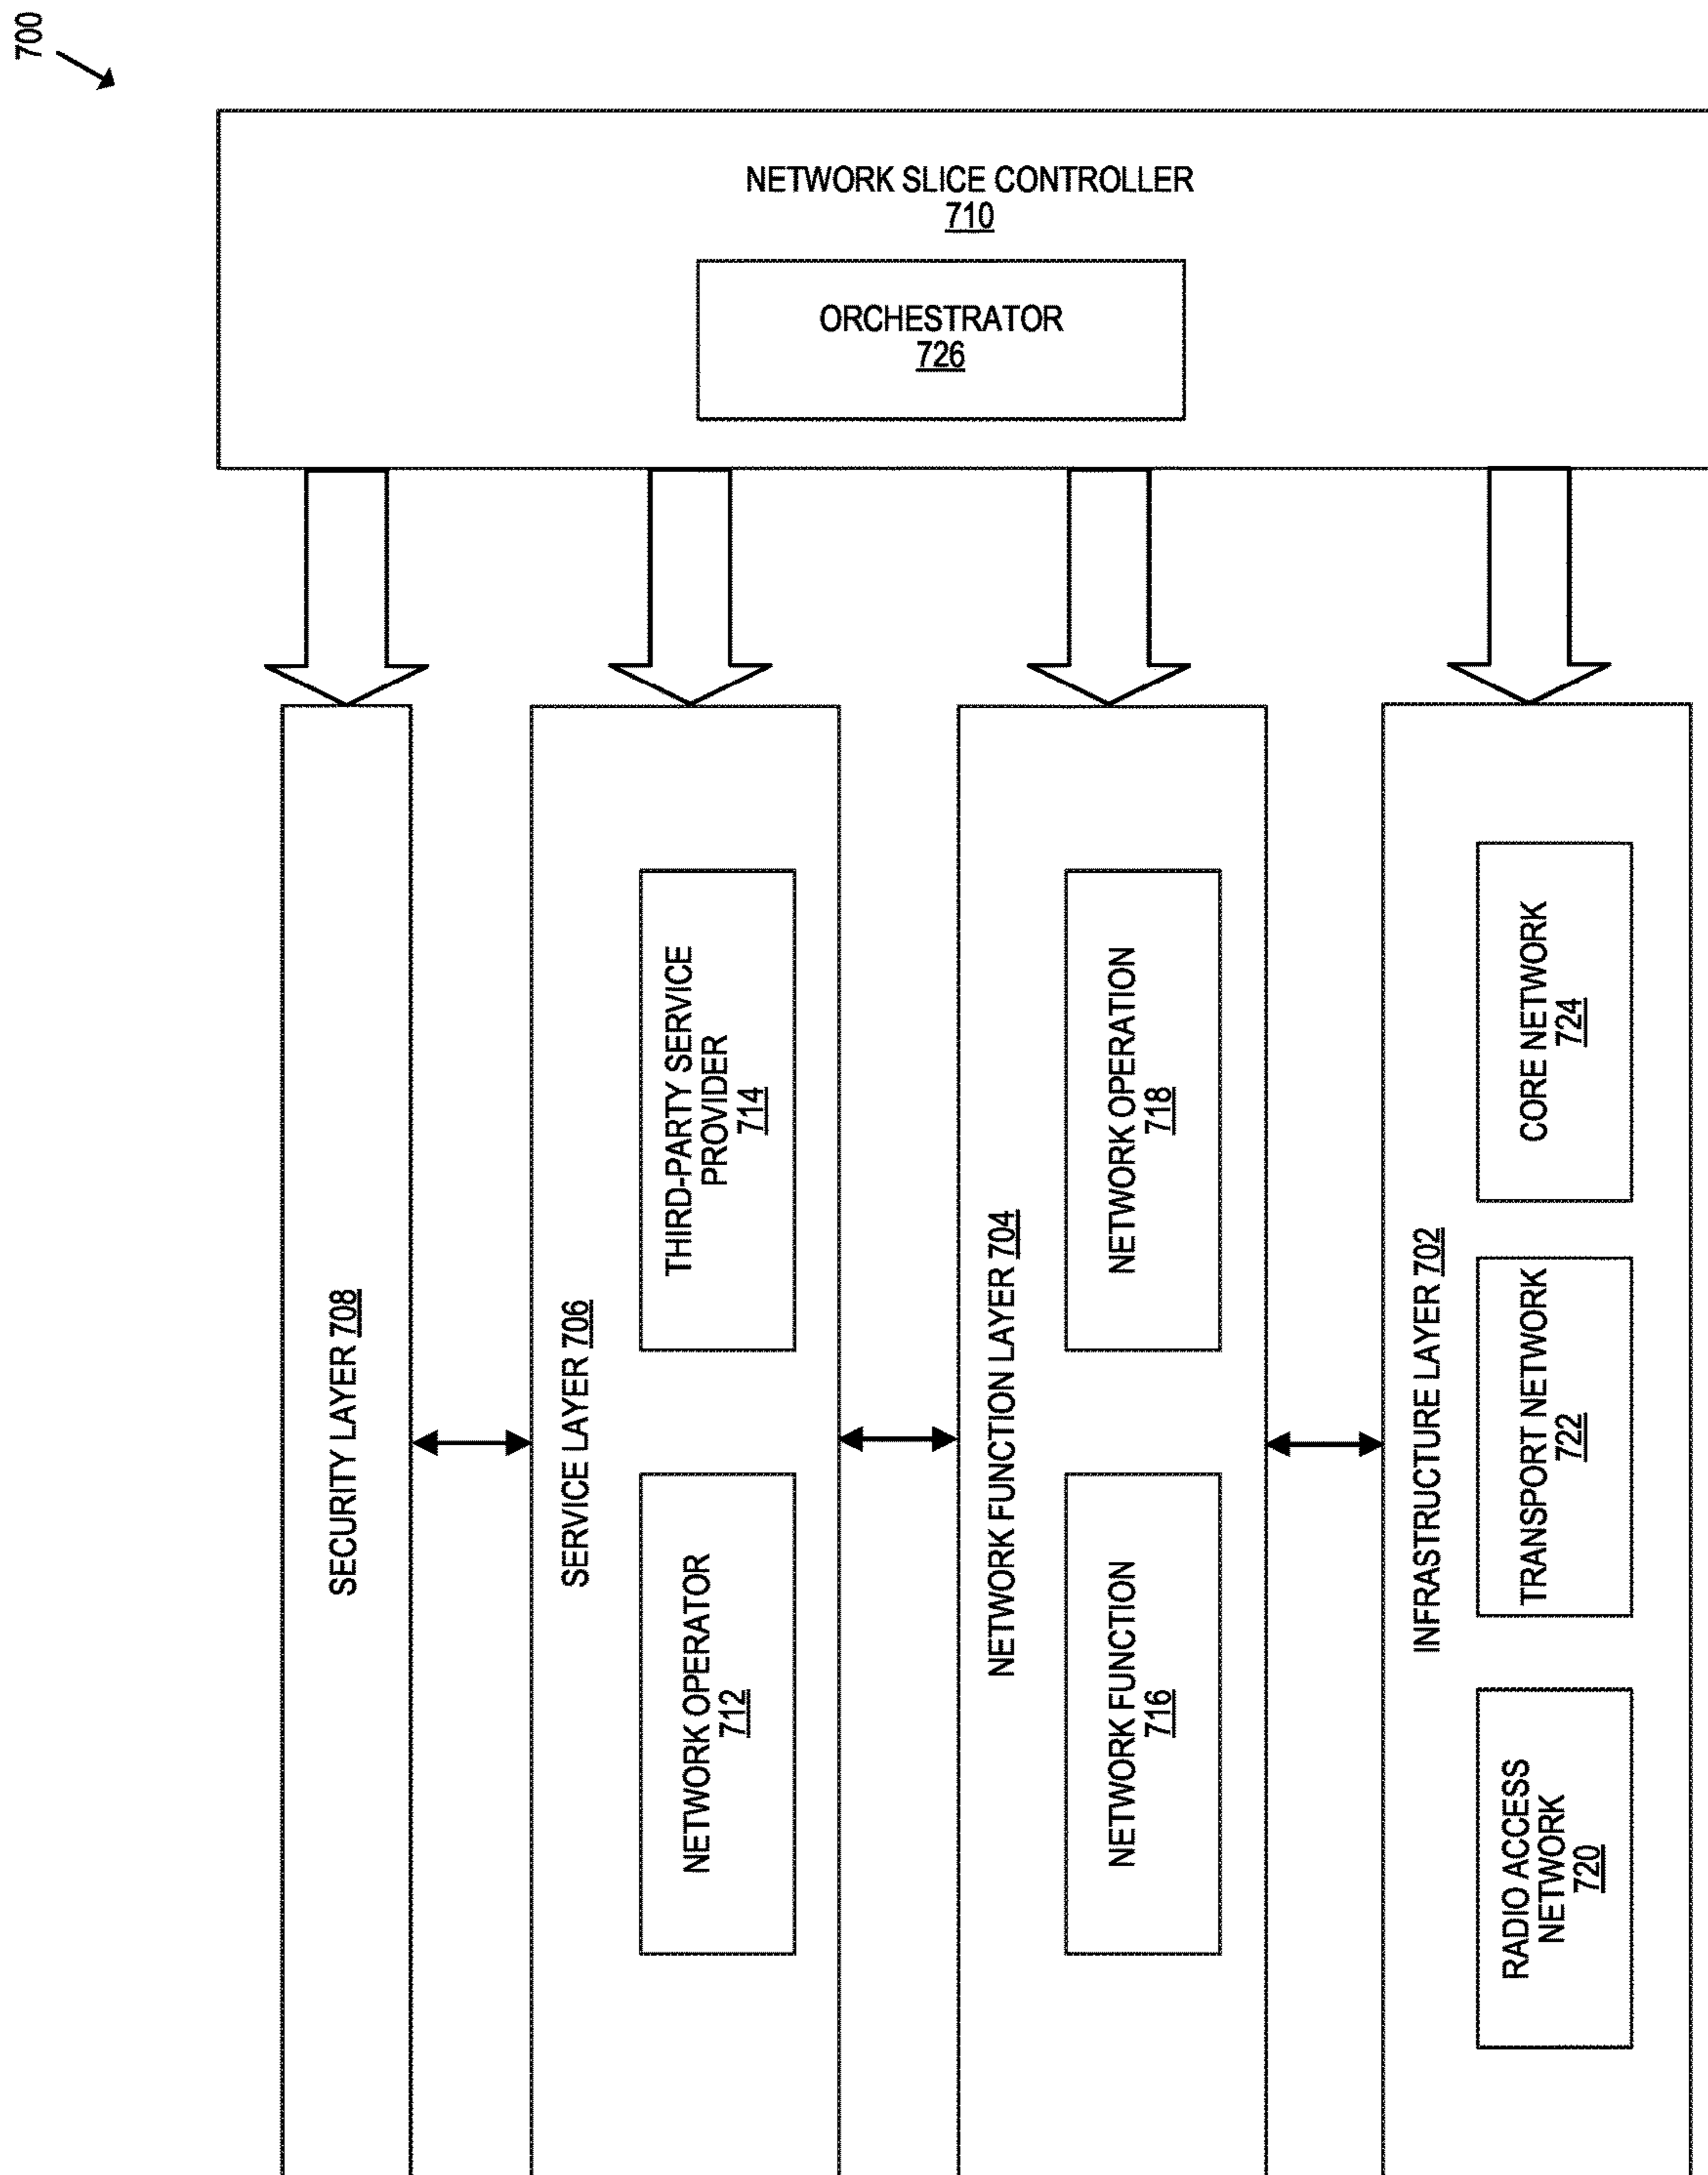 700
NETWORK SLICE CONTROLLER
710
ORCHESTRATOR
726
SECURITY LAYER 708
SERVICE LAYER 706
NETWORK OPERATOR
712
THIRD-PARTY SERVICE
PROVIDER
714
NETWORK FUNCTION LAYER 704
NETWORK FUNCTION
716
NETWORK OPERATION
718
INFRASTRUCTURE LAYER 702
RADIO ACCESS
NETWORK
720
TRANSPORT NETWORK
722
CORE NETWORK
724